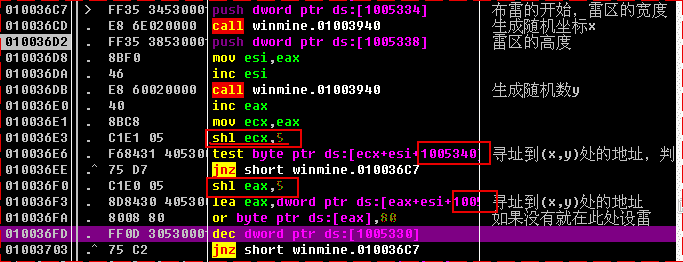 010036C7 > FF35 34530001 push dword ptr ds:[1005334] 布雷的开始，雷区的宽度
010036CD . E8 6E020000 call winmine.01003940 生成随机坐标x
010036D2 . FF35 38530001 push dword ptr ds:[1005338] 雷区的高度
010036D8 . 8BF0 mov esi,eax
010036DA . 46 inc esi
010036DB . E8 60020000 call winmine.01003940 生成随机数y
010036E0 . 40 inc eax
010036E1 . 8BC8 mov ecx,eax
010036E3 . C1E1 05 shl ecx,5
010036E6 . F68431 40530 test byte ptr ds:[ecx+esi+1005340] 寻址到(x,y)处的地址，判
010036EE .^ 75 D7 jnz short winmine.010036C7
010036F0 . C1E0 05 shl eax,5
010036F3 . 8D8430 40530 lea eax,dword ptr ds:[eax+esi+1005 寻址到(x,y)处的地址
010036FA . 8008 80 or byte ptr ds:[eax],80 如果没有就在此处设雷
010036FD . FF0D 30530001 dec dword ptr ds:[1005330]
01003703 .^ 75 C2 jnz short winmine.010036C7